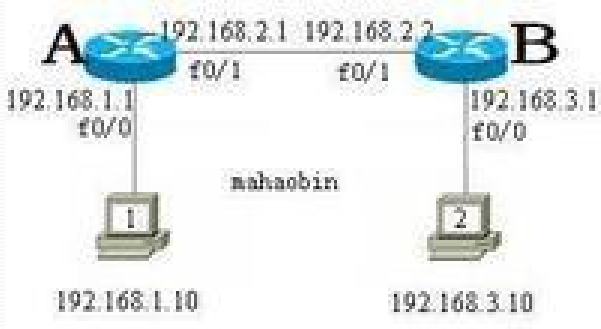 A 192.168.2.1 192.168.2.2 B
f0/1 f0/1
192.168.1.1 192.168.3.1
f0/0 f0/0
mahaobin
1 2
192.168.1.10 192.168.3.10